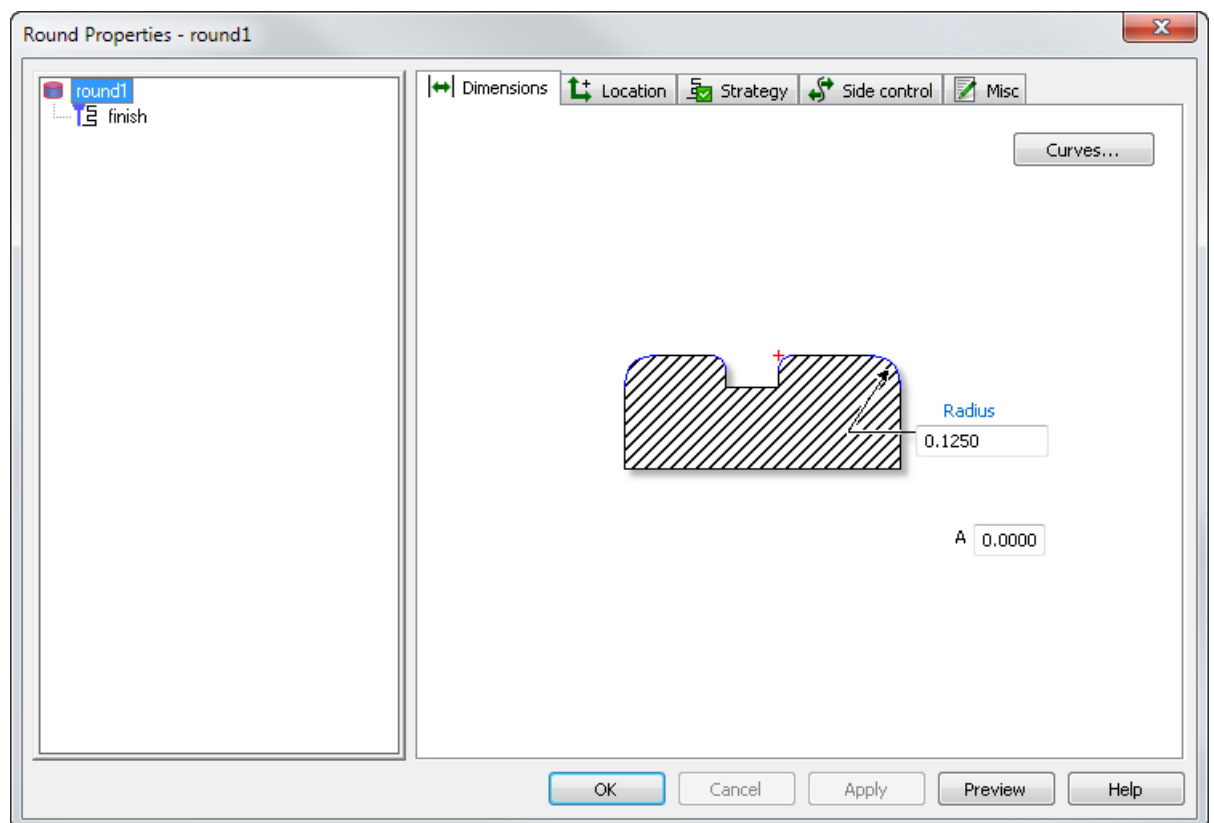 Round Properties - round1
round1
finish
Dimensions Location Strategy Side control Misc
Curves...
Radius
0.1250
A 0.0000
OK Cancel Apply Preview Help